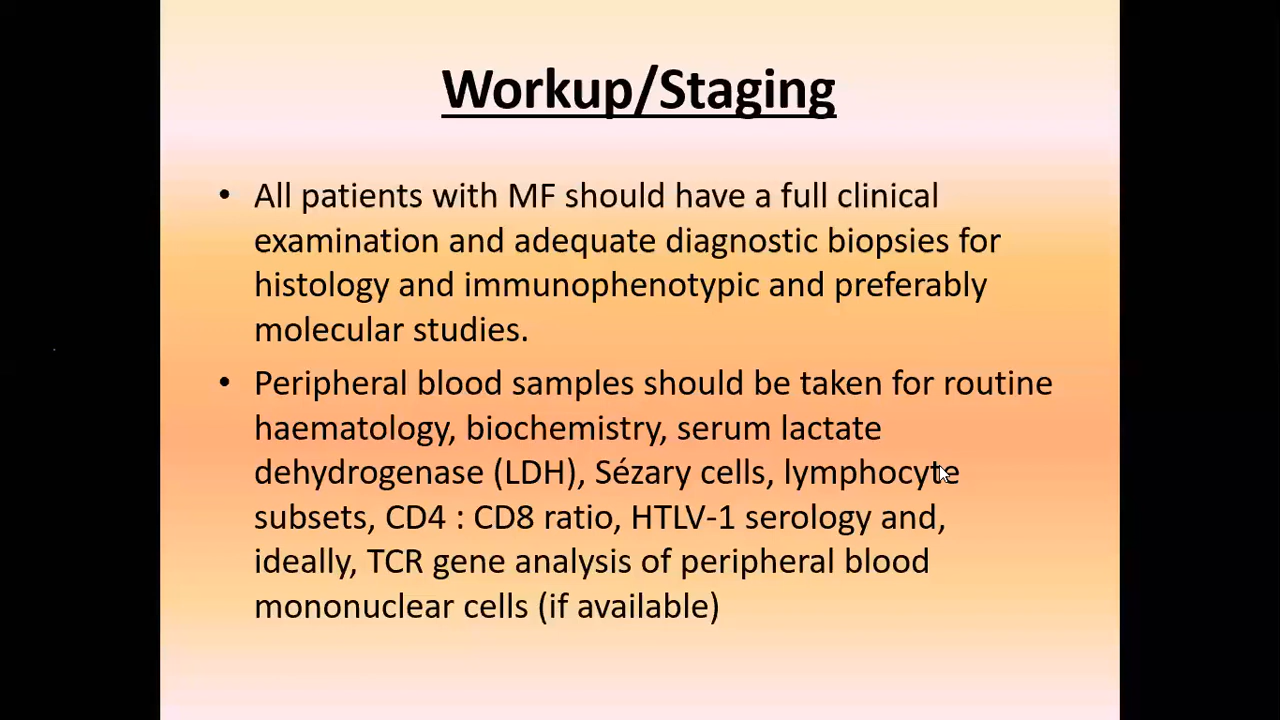 Workup/Staging
• All patients with MF should have a full clinical
examination and adequate diagnostic biopsies for
histology and immunophenotypic and preferably
molecular studies.
• Peripheral blood samples should be taken for routine
haematology, biochemistry, serum lactate
dehydrogenase (LDH), Sézary cells, lymphocyte
subsets, CD4 : CD8 ratio, HTLV-1 serology and,
ideally, TCR gene analysis of peripheral blood
mononuclear cells (if available)